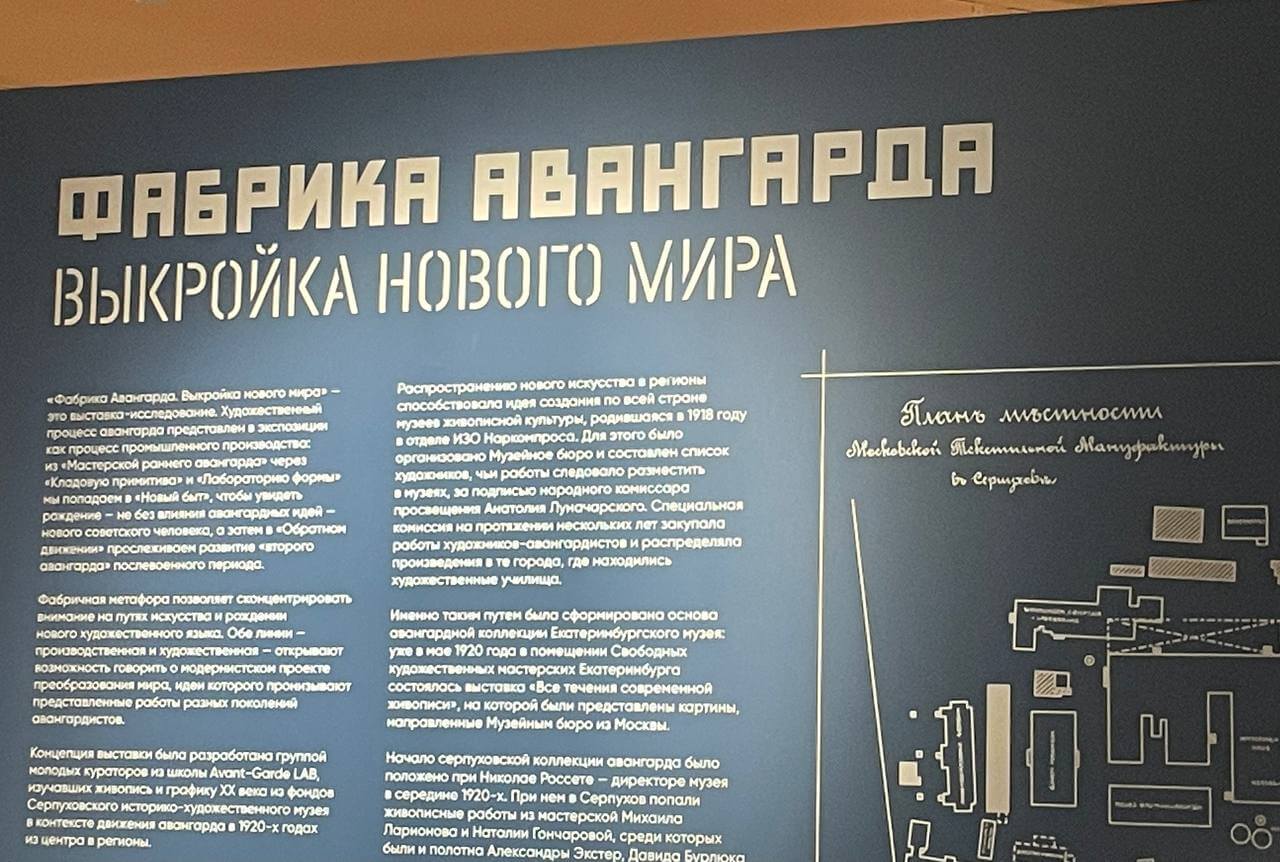 ФАБРИКА АВАНГАРДА
ВЫКРОЙКА НОВОГО МИРА
«Фабрика Авангарда. Выкройка нового мира» –
это выставка-исследование. Художественный
процесс авангарда представлен в экспозиции
как процесс промышленного производства:
из «Мастерской раннего авангарда» через
«Кладовую примитива» и «Лабораторию формы»
мы попадаем в «Новый быт», чтобы увидеть
рождение – не без влияния авангардных идей –
нового советского человека, а затем в «Обратном
движении» прослеживаем развитие «второго
авангарда» послевоенного периода.
Фабричная метафора позволяет сконцентрировать
внимание на путях искусства и рождении
нового художественного языка. Обе линии –
производственная и художественная – открывают
возможность говорить о модернистском проекте
преобразования мира, идеи которого пронизывают
представленные работы разных поколений
авангардистов.
Концепция выставки была разработана группой
молодых кураторов из школы Avant-Garde LAB,
изучавших живопись и графику XX века из фондов
Серпуховского историко-художественного музея
в контексте движения авангарда в 1920-х годах
из центра в регионы.
Распространению нового искусства в регионы
способствовала идея создания по всей стране
музеев живописной культуры, родившаяся в 1918 году
в отделе ИЗО Наркомпроса. Для этого было
организовано Музейное бюро и составлен список
художников, чьи работы следовало разместить
в музеях, за подписью народного комиссара
просвещения Анатолия Луначарского. Специальная
комиссия на протяжении нескольких лет закупала
работы художников-авангардистов и распределяла
произведения в те города, где находились
художественные училища.
Именно таким путем была сформирована основа
авангардной коллекции Екатеринбургского музея:
уже в мае 1920 года в помещении Свободных
художественных мастерских Екатеринбурга
состоялась выставка «Все течения современной
живописи», на которой были представлены картины,
направленные Музейным бюро из Москвы.
Начало серпуховской коллекции авангарда было
положено при Николае Россете – директоре музея
в середине 1920-х. При нем в Серпухов попали
живописные работы из мастерской Михаила
Ларионова и Наталии Гончаровой, среди которых
были и полотна Александры Экстер, Давида Бурлюка
Планъ мѣстности
Московской Текстильной Мануфактуры
въ Серпуховѣ